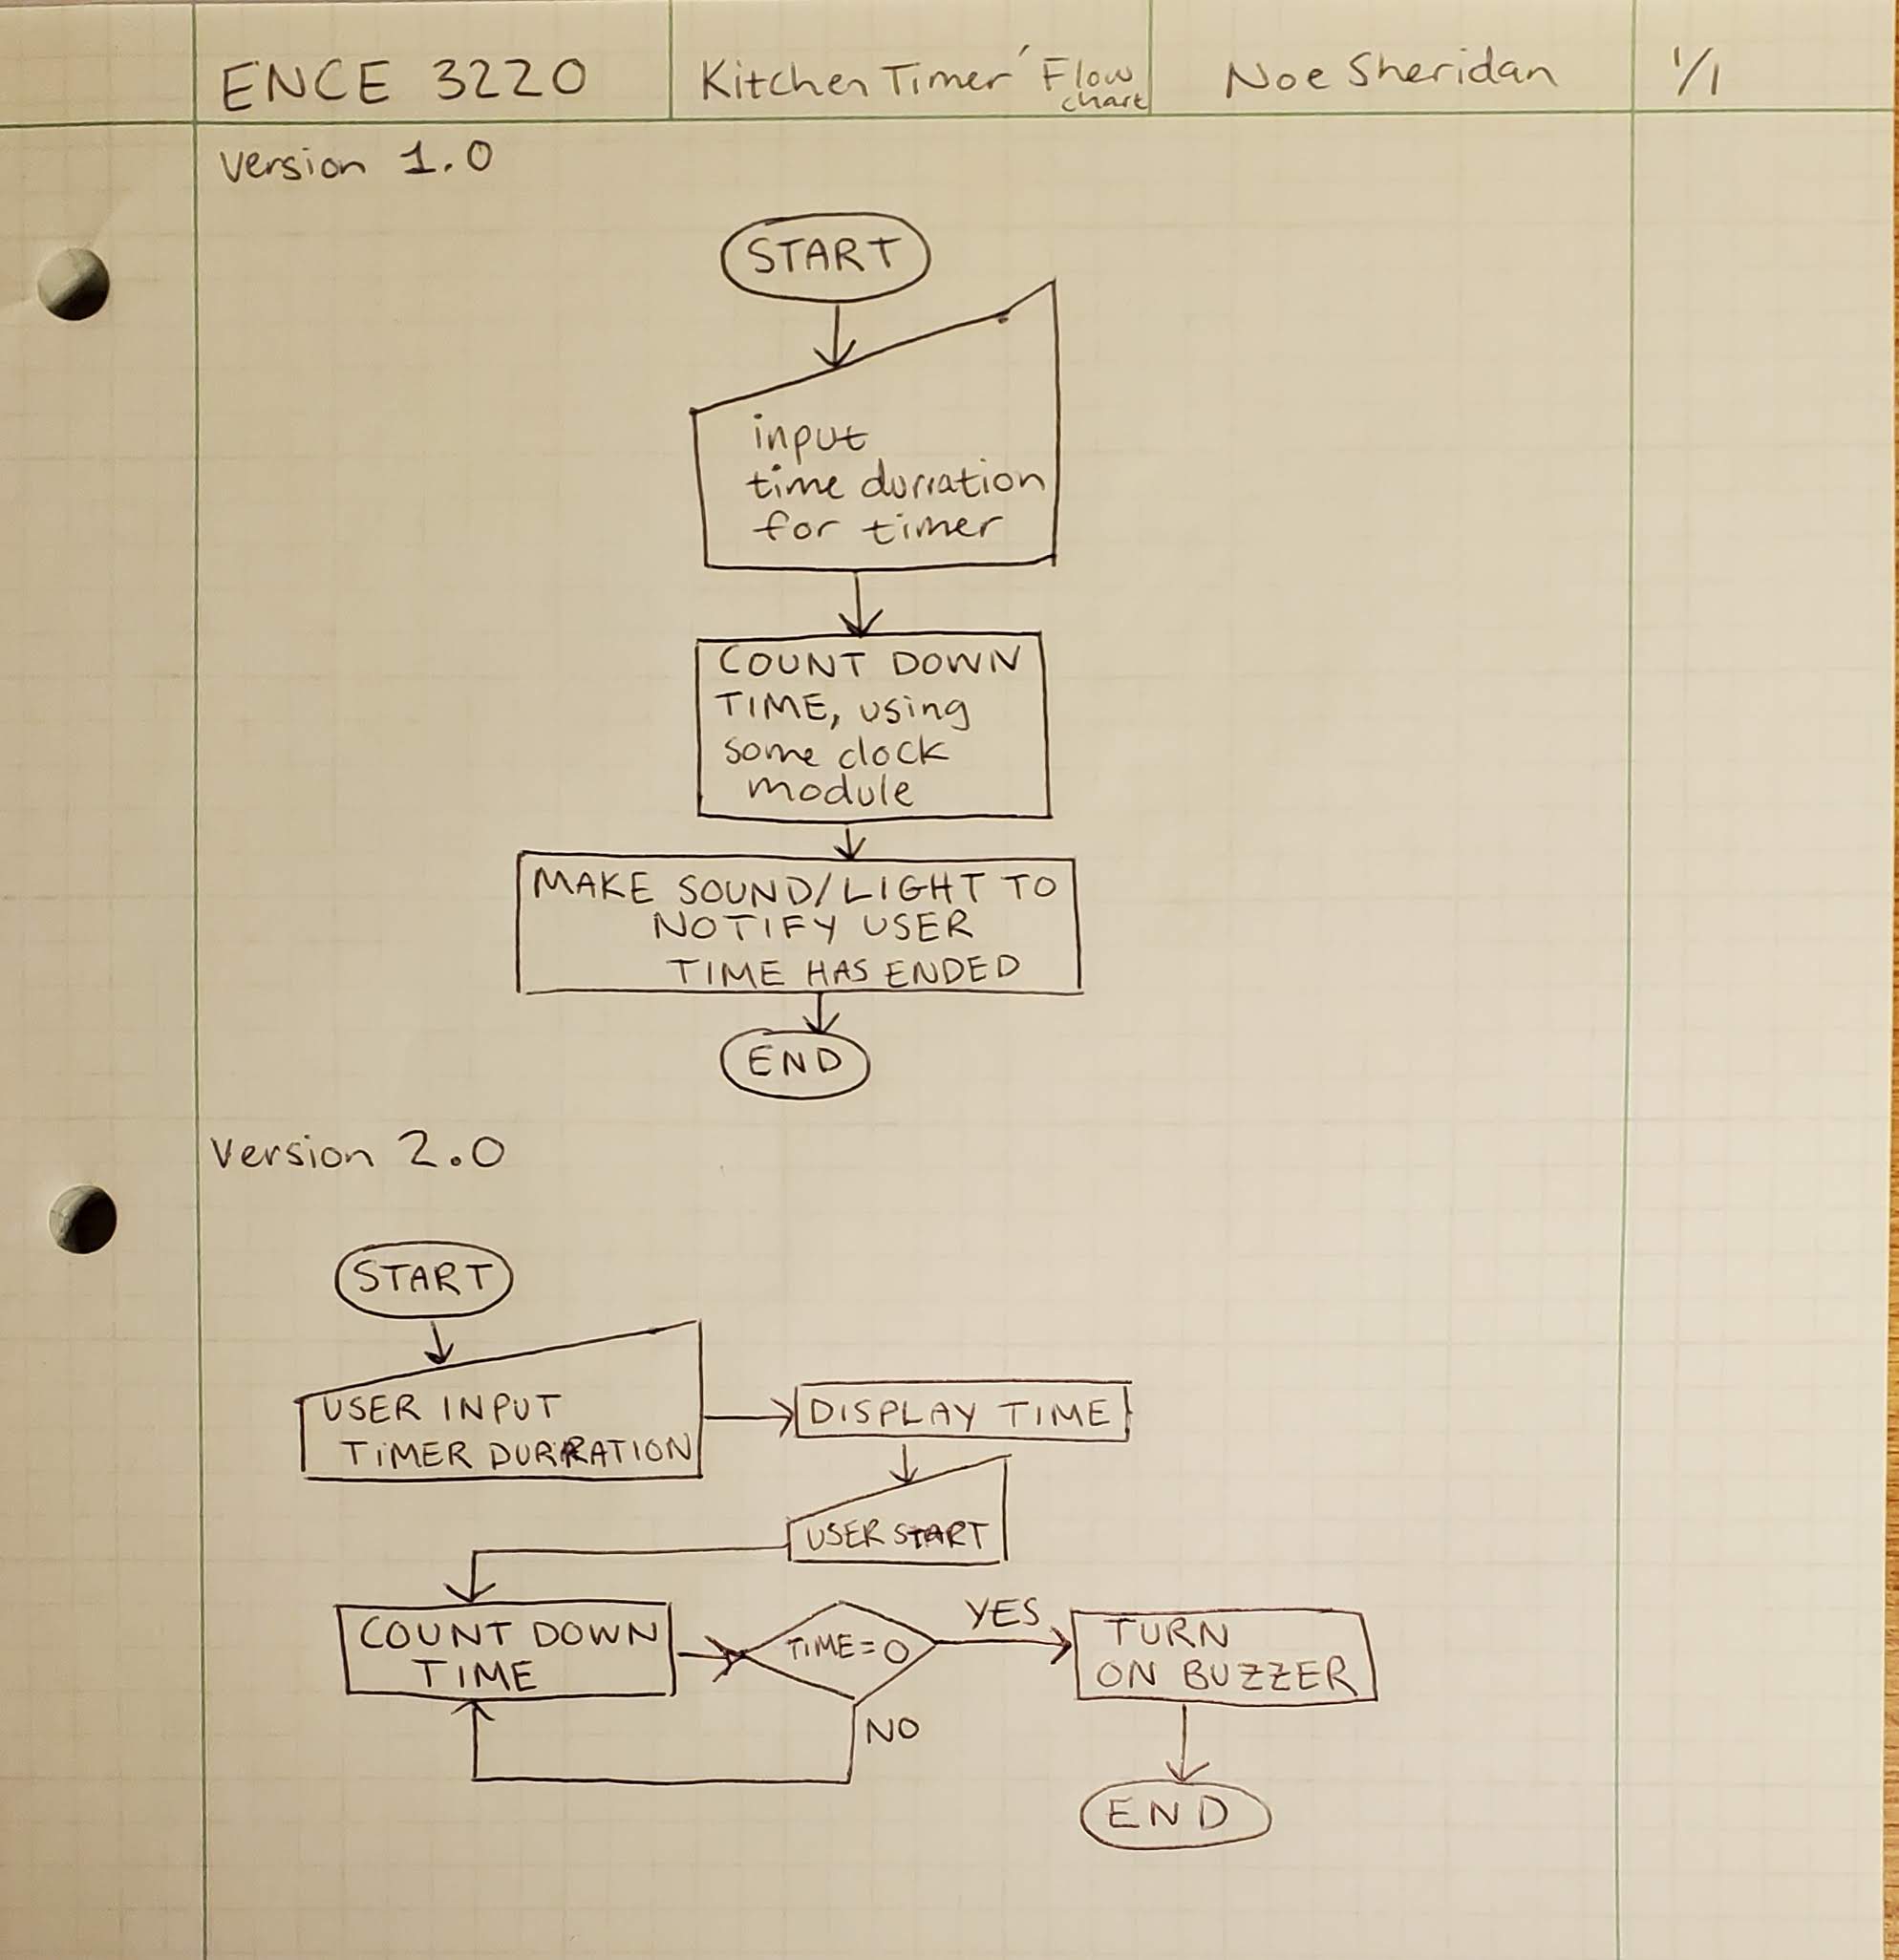 ENCE 3220
Kitchen Timer Flow
chart
Noe Sheridan
1/1
Version 1.0
START
input
time durration
for timer
COUNT DOWN
TIME, using
some clock
module
MAKE SOUND/LIGHT TO
NOTIFY USER
TIME HAS ENDED
END
Version 2.0
START
USER INPUT
TIMER DURRATION
DISPLAY TIME
USER START
COUNT DOWN
TIME
TIME=0
YES
NO
TURN
ON BUZZER
END